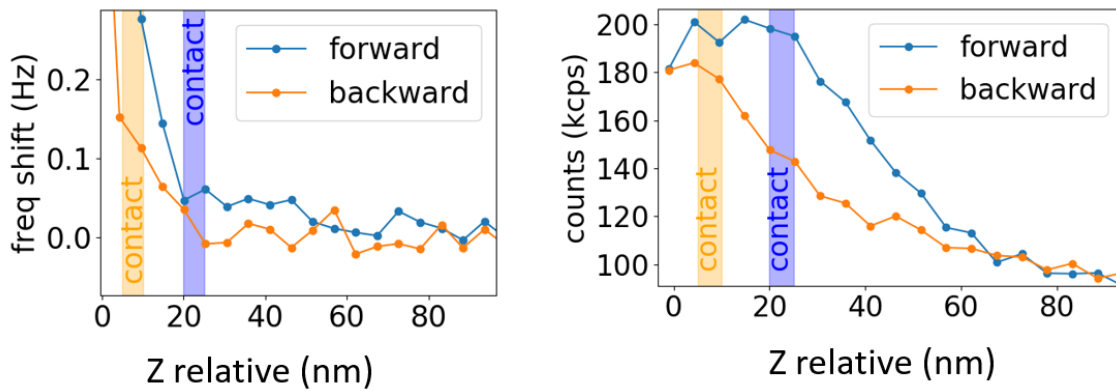 freq shift (Hz)
0.2
0.1
0.0
contact
contact
forward
backward
0 20 40 60 80
Z relative (nm)
counts (kcps)
200
180
160
140
120
100
contact
contact
forward
backward
0 20 40 60 80
Z relative (nm)